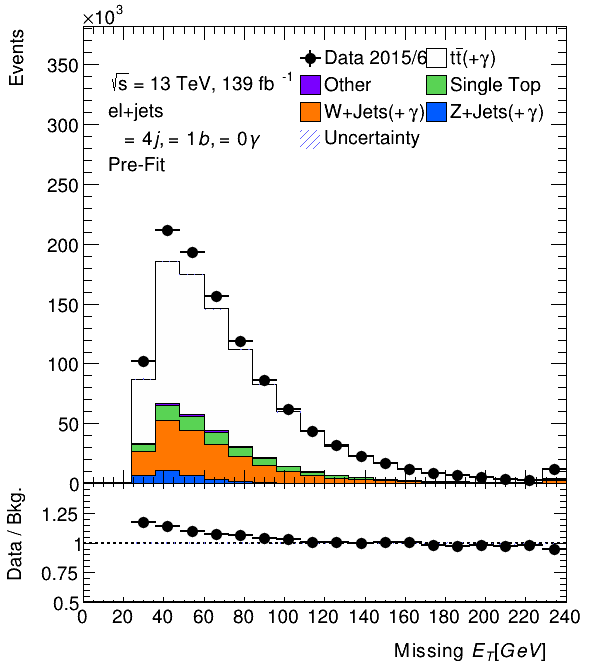 ×10³
Events
350
300
250
200
150
100
50
0
√s = 13 TeV, 139 fb⁻¹
el+jets
= 4j, = 1b, = 0γ
Pre-Fit
Data 2015/6
tt̄(+γ)
Other
Single Top
W+Jets(+γ)
Z+Jets(+γ)
Uncertainty
Data / Bkg.
1.25
1
0.75
0.5
0 20 40 60 80 100 120 140 160 180 200 220 240
Missing E_T[GeV]